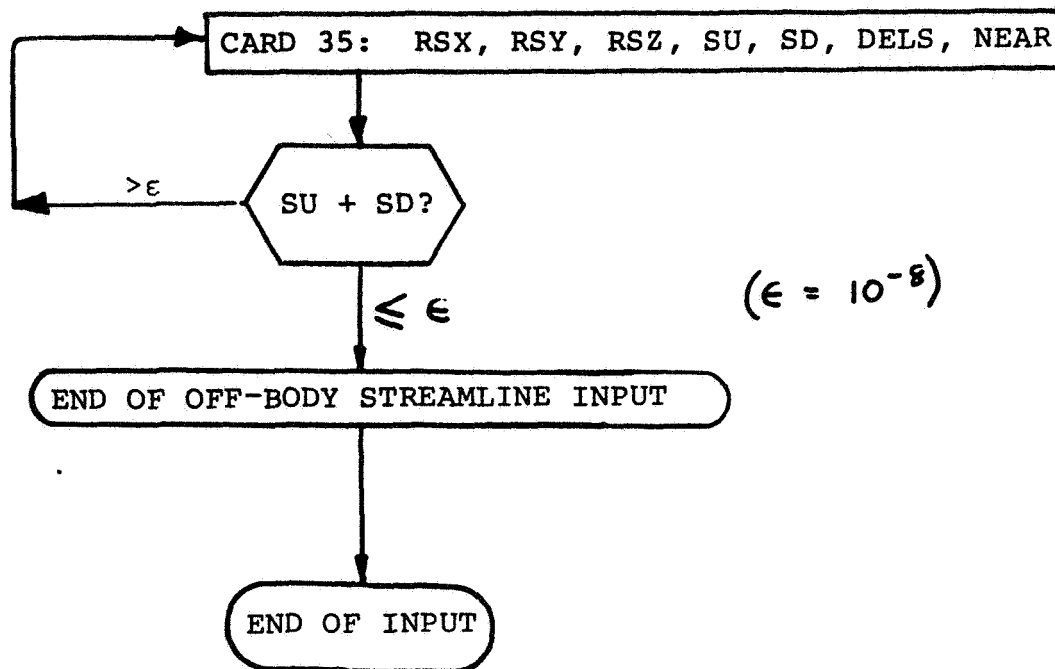 CARD 35: RSX, RSY, RSZ, SU, SD, DELS, NEAR
>ε
SU + SD?
(ϵ = 10⁻⁸)
≤ ϵ
END OF OFF-BODY STREAMLINE INPUT
END OF INPUT